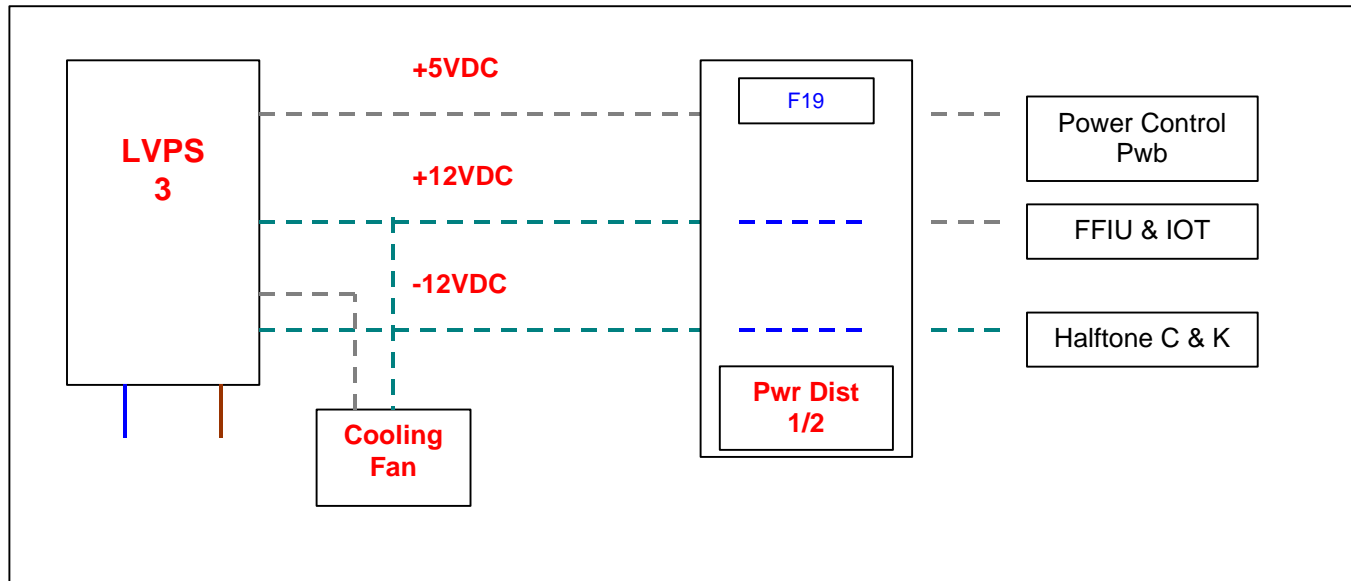 +5VDC
F19
LVPS
3
Power Control
Pwb
+12VDC
FFIU & IOT
-12VDC
Halftone C & K
Pwr Dist
1/2
Cooling
Fan